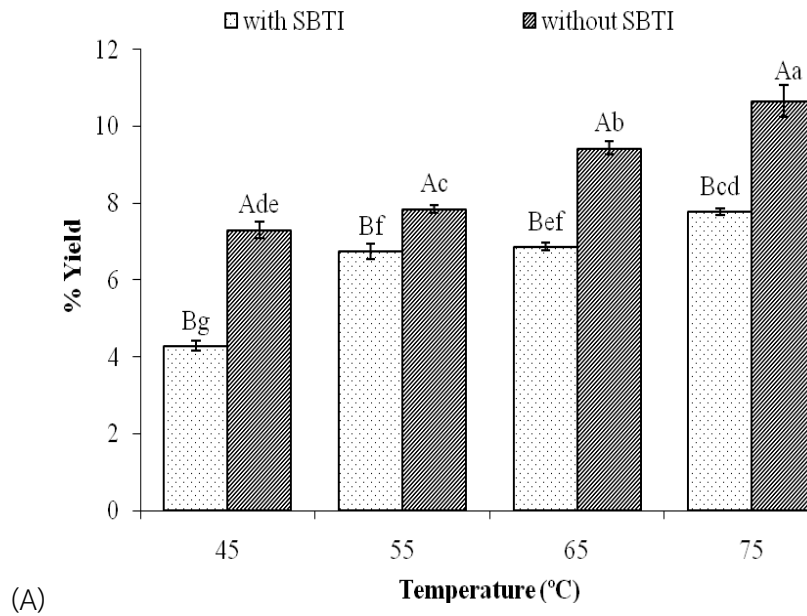 with SBTI without SBTI
12
10
8
6
4
2
0
% Yield
Bg
Ade
Bf
Ac
Bef
Ab
Bcd
Aa
45 55 65 75
Temperature (ºC)
(A)